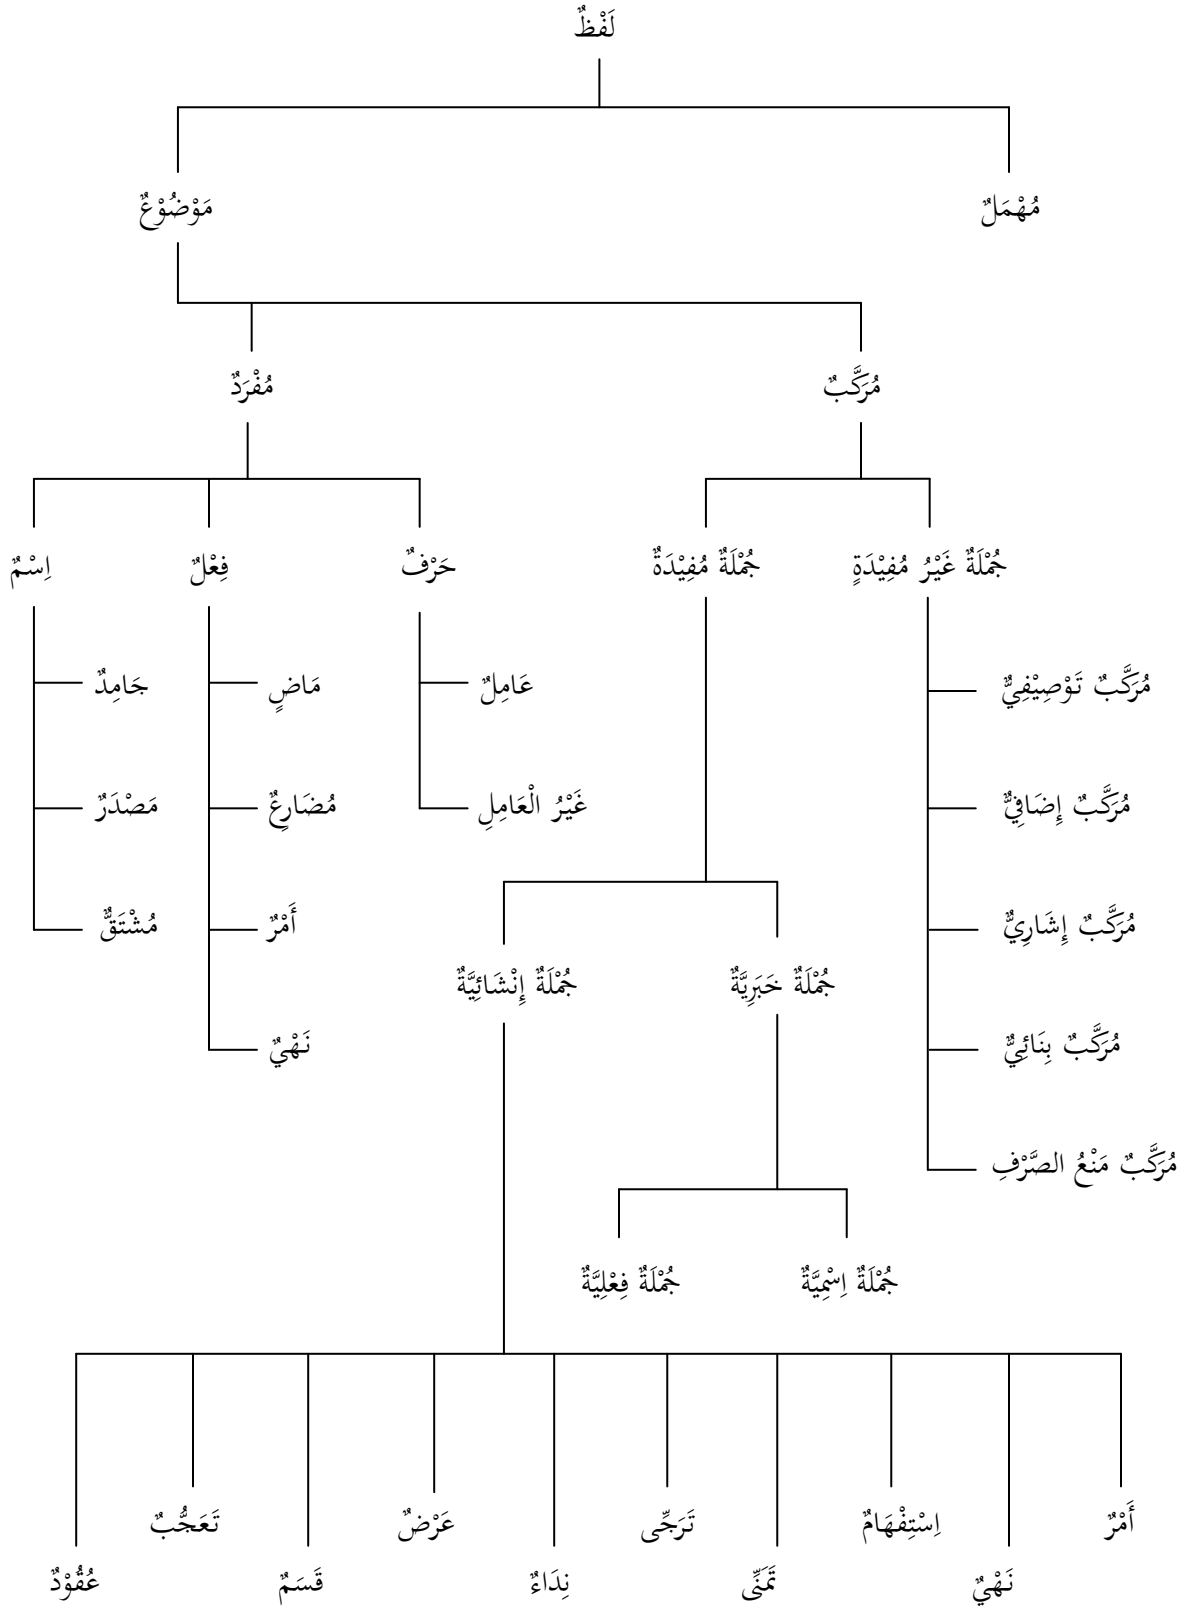 لَفْظٌ
مُهْمَلٌ
مَوْضُوْعٌ
مُرَكَّبٌ
مُفْرَدٌ
جُمْلَةٌ غَيْرُ مُفِيْدَةٍ
جُمْلَةٌ مُفِيْدَةٌ
حَرْفٌ
فِعْلٌ
اِسْمٌ
مُرَكَّبٌ تَوْصِيْفِيٌّ
عَامِلٌ
مَاضٍ
جَامِدٌ
مُرَكَّبٌ إِضَافِيٌّ
غَيْرُ الْعَامِلِ
مُضَارِعٌ
مَصْدَرٌ
مُرَكَّبٌ إِشَارِيٌّ
أَمْرٌ
مُشْتَقٌّ
جُمْلَةٌ خَبَرِيَّةٌ
جُمْلَةٌ إِنْشَائِيَّةٌ
مُرَكَّبٌ بِنَائِيٌّ
نَهْيٌ
مُرَكَّبٌ مَنْعُ الصَّرْفِ
جُمْلَةٌ اِسْمِيَّةٌ
جُمْلَةٌ فِعْلِيَّةٌ
أَمْرٌ
اِسْتِفْهَامٌ
تَرَجِّى
عَرْضٌ
تَعَجُّبٌ
نَهْيٌ
تَمَنِّى
نِدَاءٌ
قَسَمٌ
عُقُوْدٌ